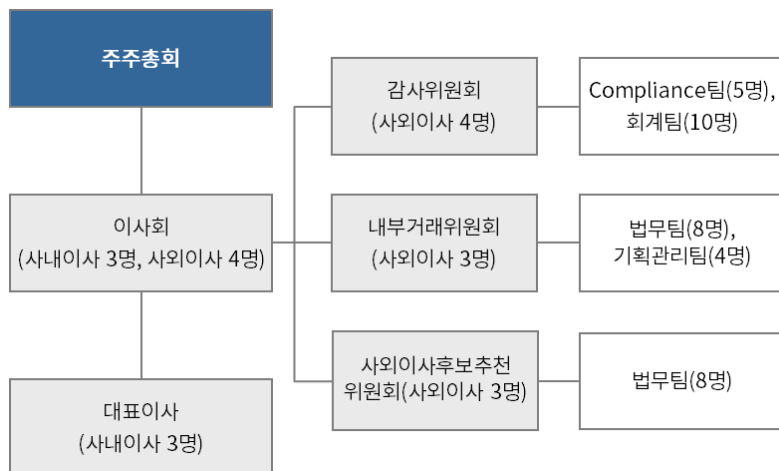 주주총회
이사회
(사내이사 3명, 사외이사 4명)
대표이사
(사내이사 3명)
감사위원회
(사외이사 4명)
Compliance팀(5명),
회계팀(10명)
내부거래위원회
(사외이사 3명)
법무팀(8명),
기획관리팀(4명)
사외이사후보추천
위원회(사외이사 3명)
법무팀(8명)